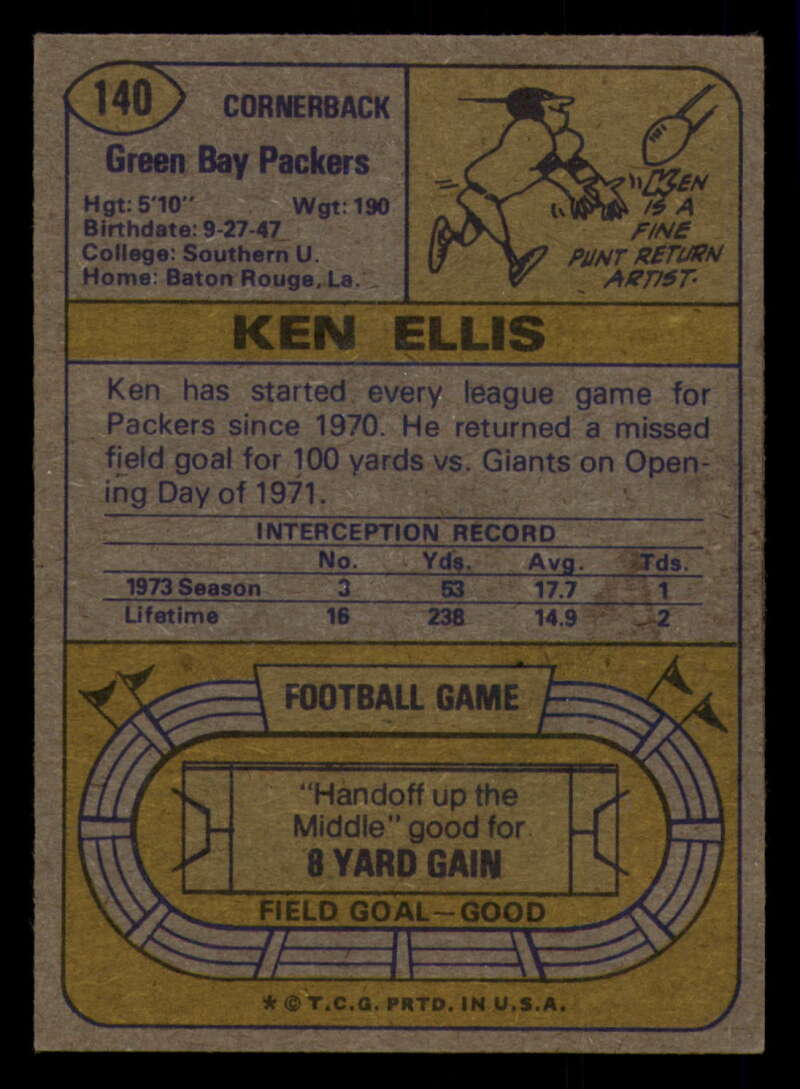 140
CORNERBACK
Green Bay Packers
Hgt: 5'10" Wgt: 190
Birthdate: 9-27-47
College: Southern U.
Home: Baton Rouge, La.
"KEN
IS A
FINE
PUNT RETURN
ARTIST.
KEN ELLIS
Ken has started every league game for
Packers since 1970. He returned a missed
field goal for 100 yards vs. Giants on Open-
ing Day of 1971.
INTERCEPTION RECORD
No. Yds. Avg. Tds.
1973 Season 3 53 17.7 1
Lifetime 16 238 14.9 2
FOOTBALL GAME
"Handoff up the
Middle" good for
8 YARD GAIN
FIELD GOAL—GOOD
* © T.C.G. PRTD. IN U.S.A.